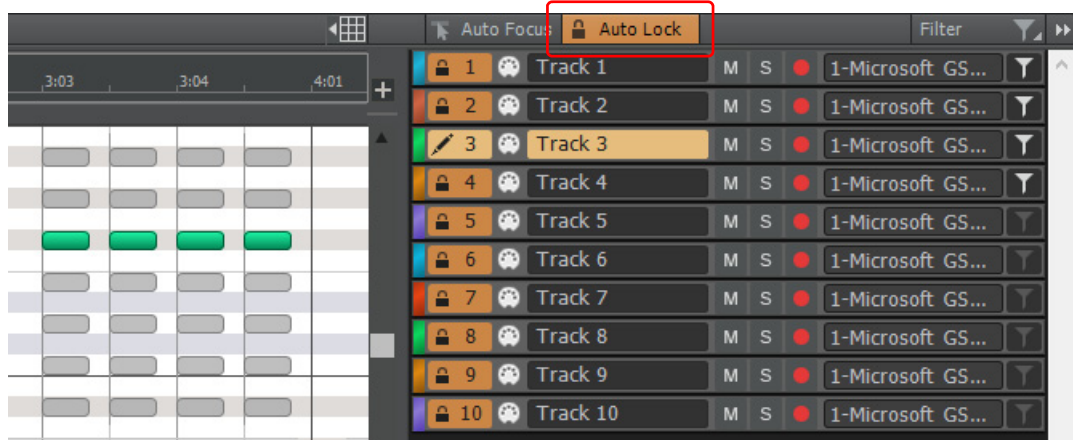 Auto Focus Auto Lock Filter
3:03 3:04 4:01
1 Track 1 M S 1-Microsoft GS...
2 Track 2 M S 1-Microsoft GS...
3 Track 3 M S 1-Microsoft GS...
4 Track 4 M S 1-Microsoft GS...
5 Track 5 M S 1-Microsoft GS...
6 Track 6 M S 1-Microsoft GS...
7 Track 7 M S 1-Microsoft GS...
8 Track 8 M S 1-Microsoft GS...
9 Track 9 M S 1-Microsoft GS...
10 Track 10 M S 1-Microsoft GS...